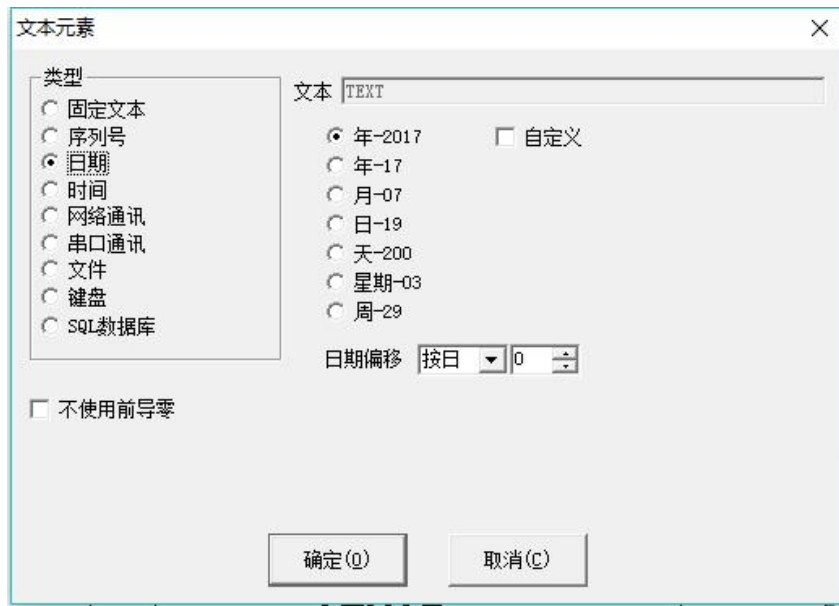 文本元素
类型
固定文本
序列号
日期
时间
网络通讯
串口通讯
文件
键盘
SQL数据库
不使用前导零
文本 TEXT
年-2017 自定义
年-17
月-07
日-19
天-200
星期-03
周-29
日期偏移 按日 0
确定(O) 取消(C)